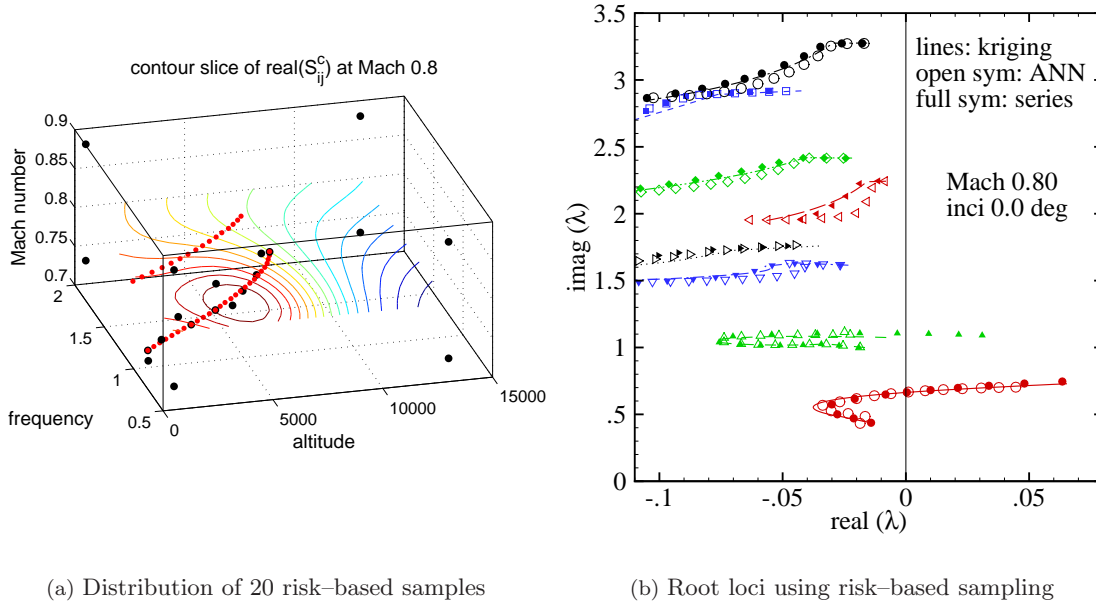 contour slice of real(S^c_ij) at Mach 0.8
Mach number
0.9
0.85
0.8
0.75
0.7
2
1.5
1
0.5
frequency
0
5000
10000
15000
altitude
(a) Distribution of 20 risk–based samples
3.5
3
2.5
2
1.5
1
0.5
0
imag (λ)
lines: kriging
open sym: ANN
full sym: series
Mach 0.80
inci 0.0 deg
-.1
-.05
0
.05
real (λ)
(b) Root loci using risk–based sampling